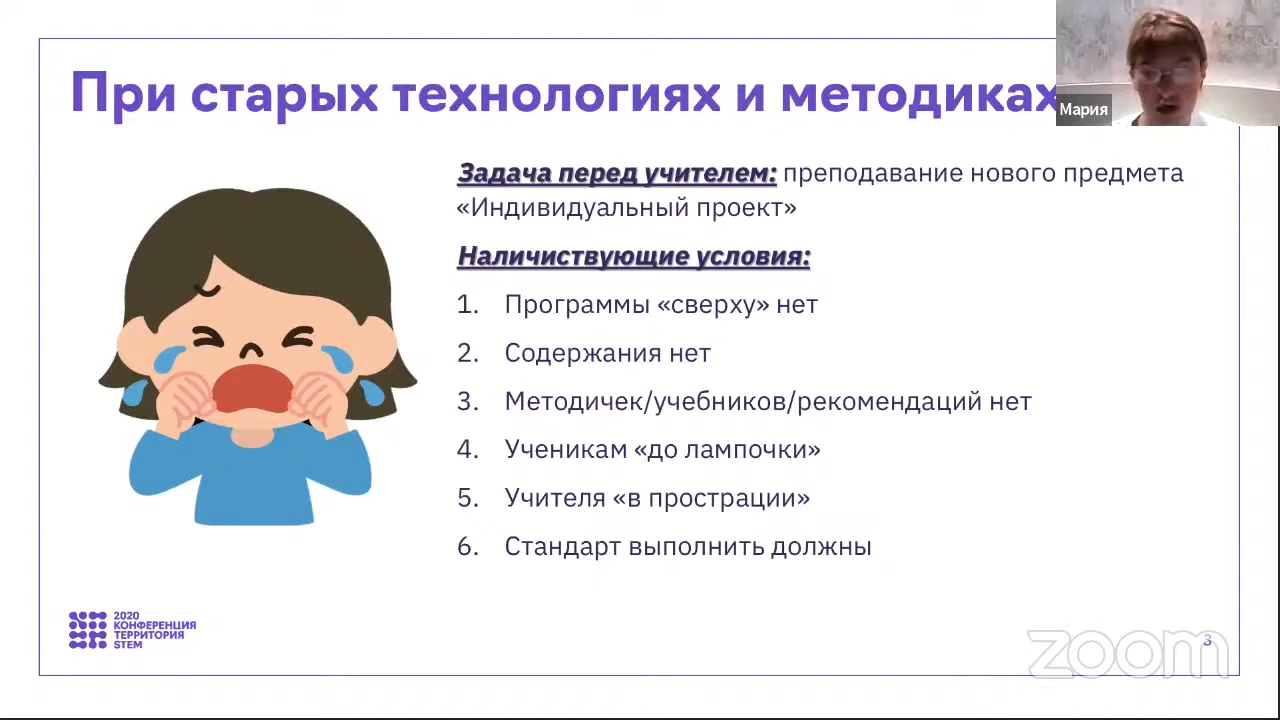 При старых технологиях и методиках
Мария
Задача перед учителем: преподавание нового предмета
«Индивидуальный проект»
Наличиствующие условия:
1. Программы «сверху» нет
2. Содержания нет
3. Методичек/учебников/рекомендаций нет
4. Ученикам «до лампочки»
5. Учителя «в прострации»
6. Стандарт выполнить должны
2020
КОНФЕРЕНЦИЯ
ТЕРРИТОРИЯ
STEM
zoom
3